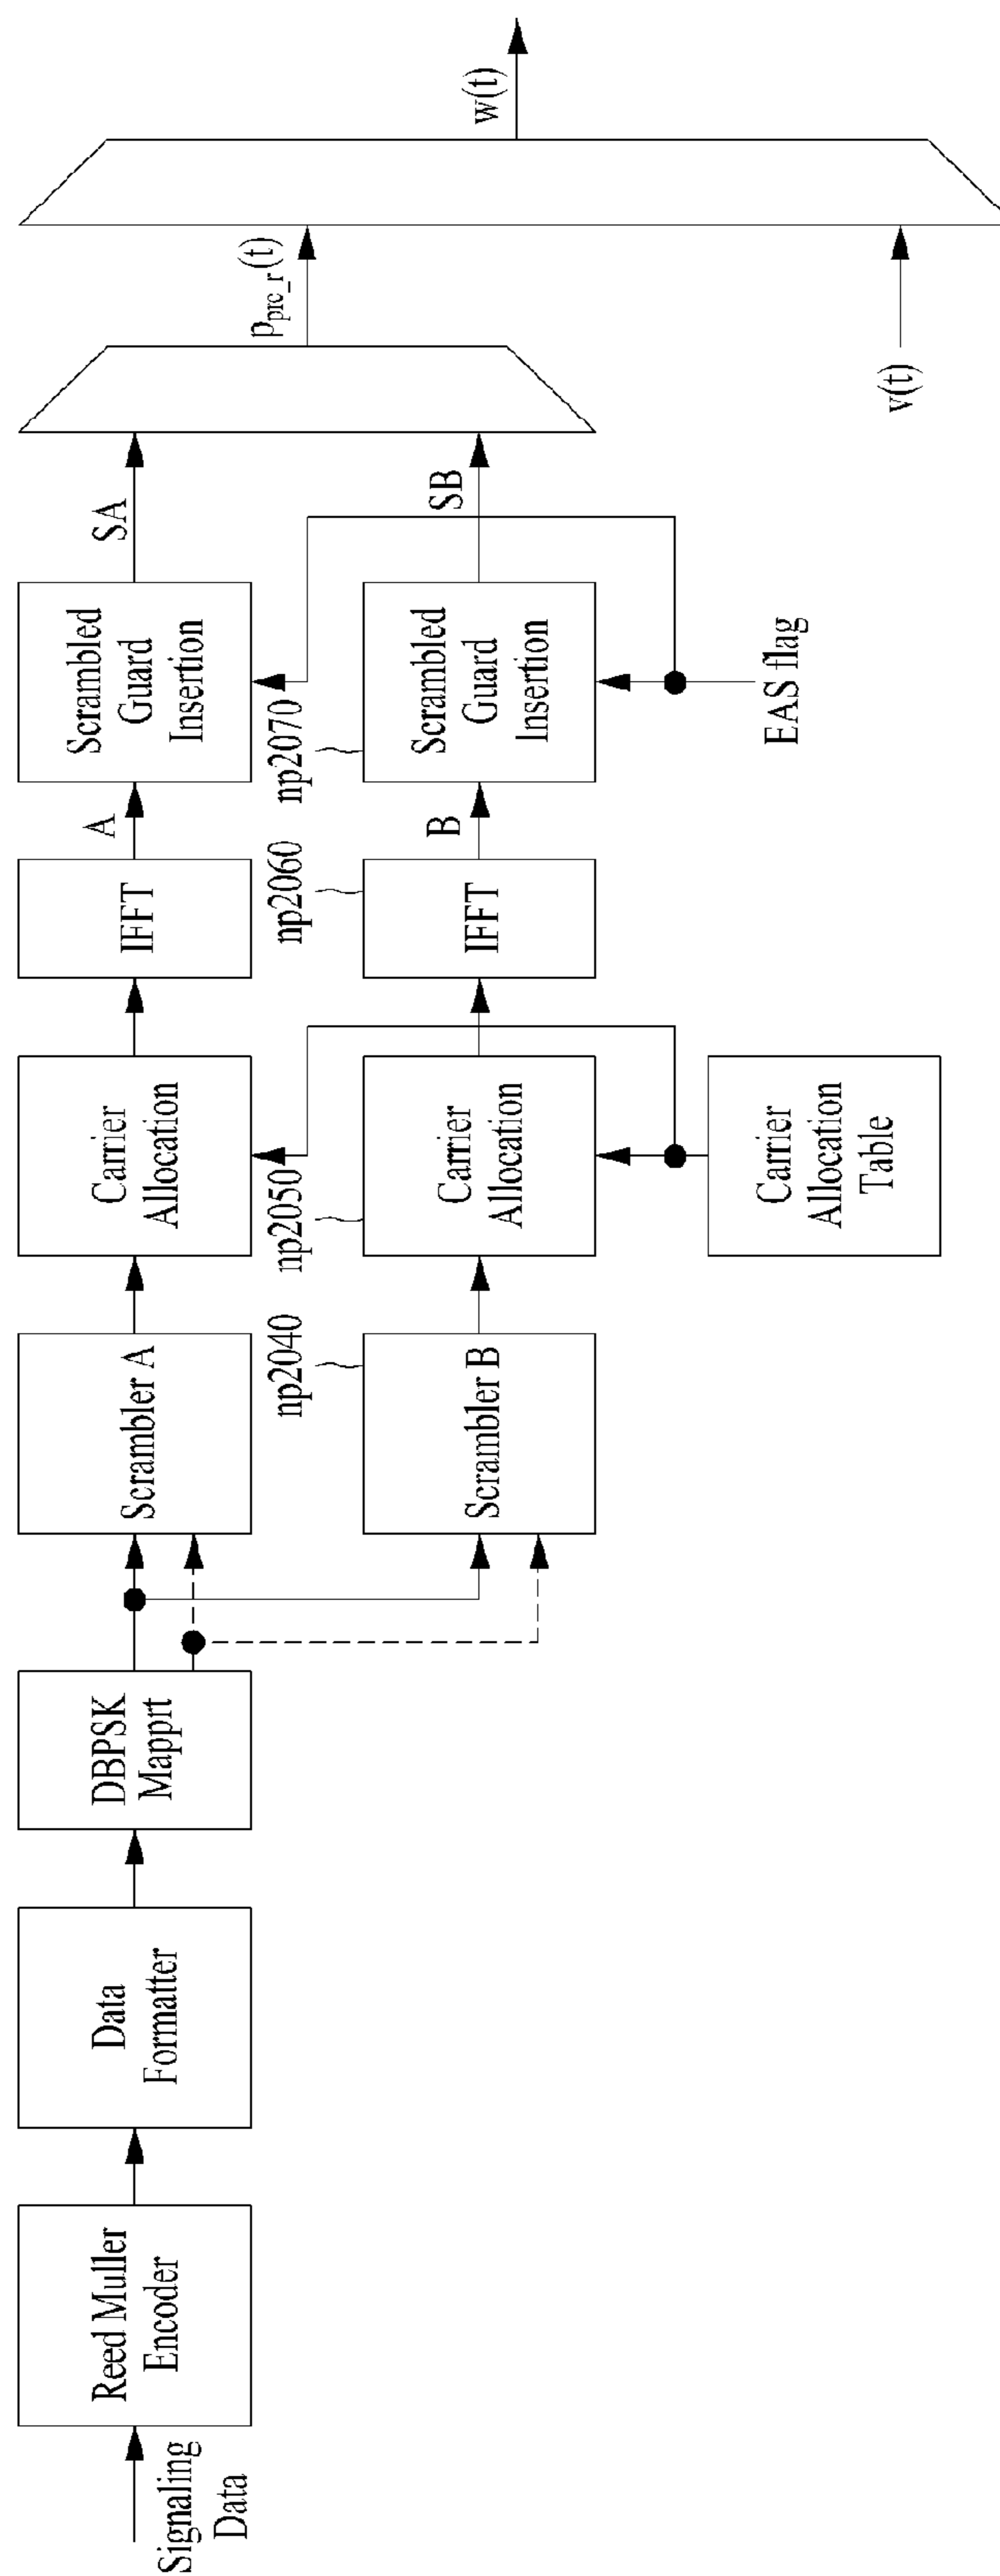 Signaling
Data
Reed Muller
Encoder
Data
Formatter
DBPSK
Mapprt
Scrambler A
Carrier
Allocation
IFFT
A
Scrambled
Guard
Insertion
SA
p_pre_r(t)
w(t)
np2040
np2050
np2060
np2070
Scrambler B
Carrier
Allocation
IFFT
B
Scrambled
Guard
Insertion
SB
Carrier
Allocation
Table
EAS flag
v(t)